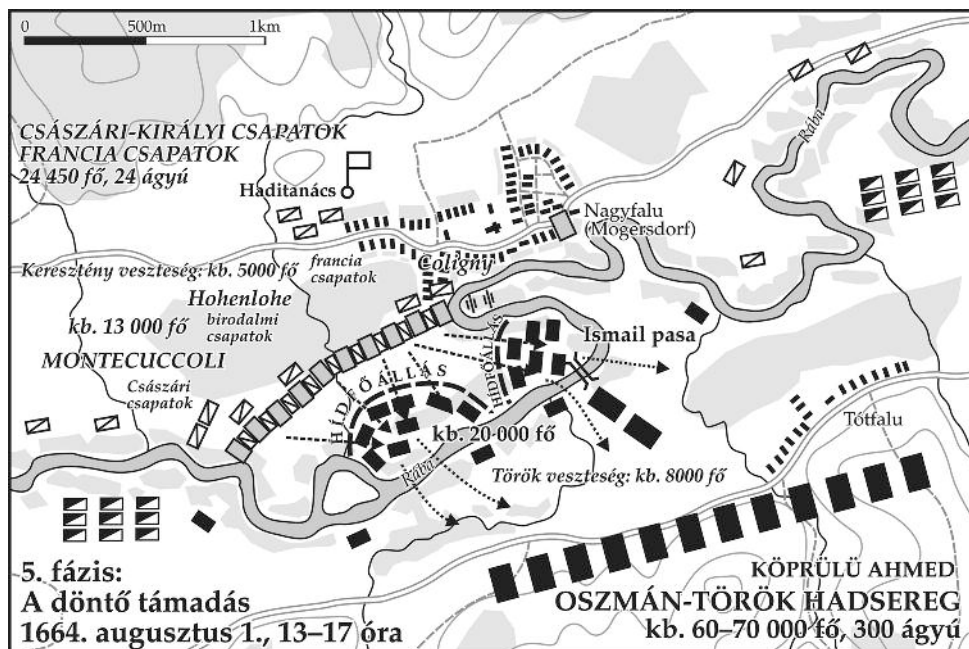 0 500m 1km
CSÁSZÁRI-KIRÁLYI CSAPATOK
FRANCIA CSAPATOK
24 450 fő, 24 ágyú
Haditanács
Rába
Nagyfalu
(Mogersdorf)
Keresztény veszteség: kb. 5000 fő
francia
csapatok
Coligny
Hohenlohe
birodalmi
csapatok
kb. 13 000 fő
MONTECUCCOLI
Császári
csapatok
HÍDFŐÁLLÁS
HÍDFŐÁLLÁS
Ismail pasa
kb. 20 000 fő
Rába
Török veszteség: kb. 8000 fő
Tótfalu
5. fázis:
A döntő támadás
1664. augusztus 1., 13–17 óra
KÖPRÜLÜ AHMED
OSZMÁN-TÖRÖK HADSEREG
kb. 60–70 000 fő, 300 ágyú